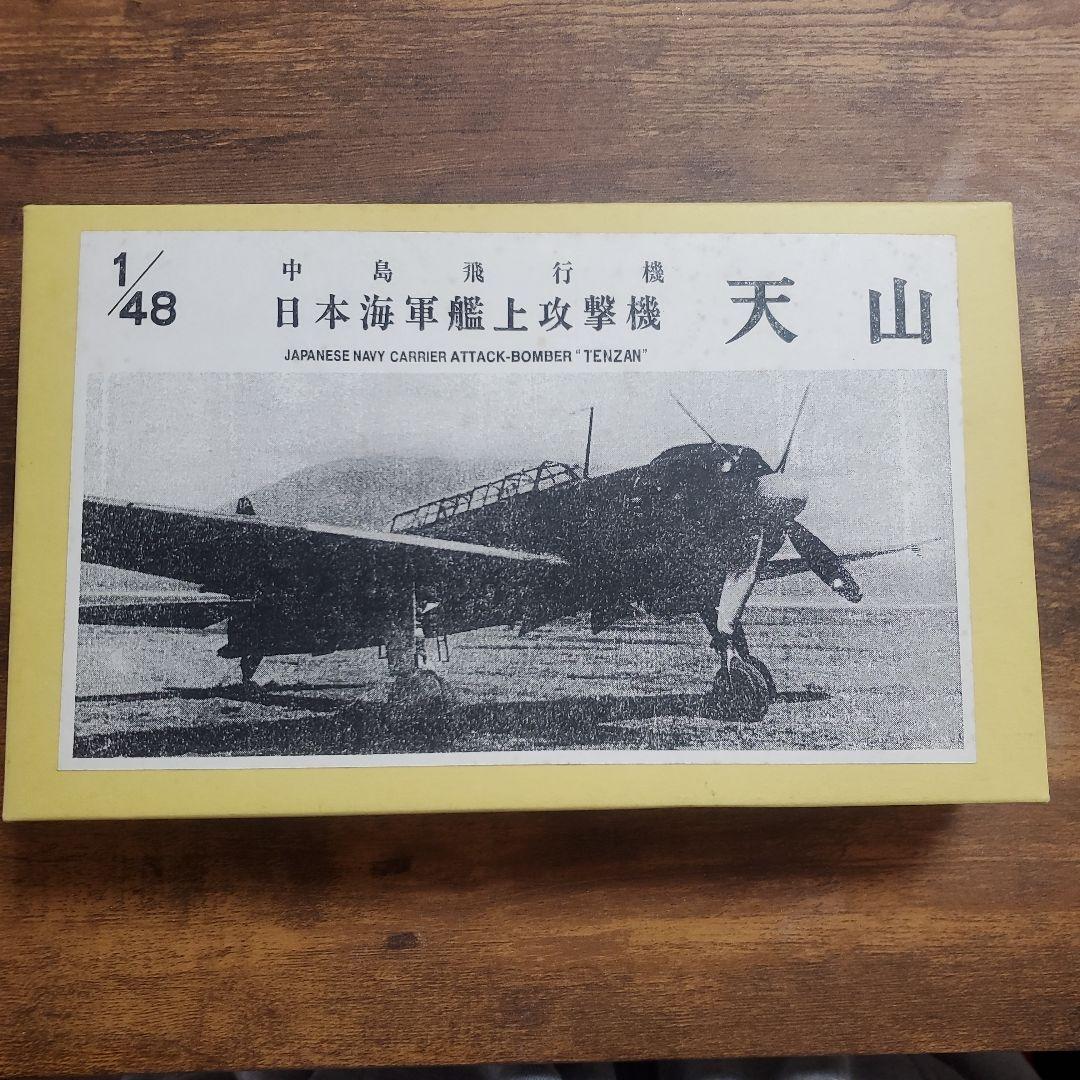 1/48
中島飛行機
日本海軍艦上攻撃機
天山
JAPANESE NAVY CARRIER ATTACK-BOMBER "TENZAN"